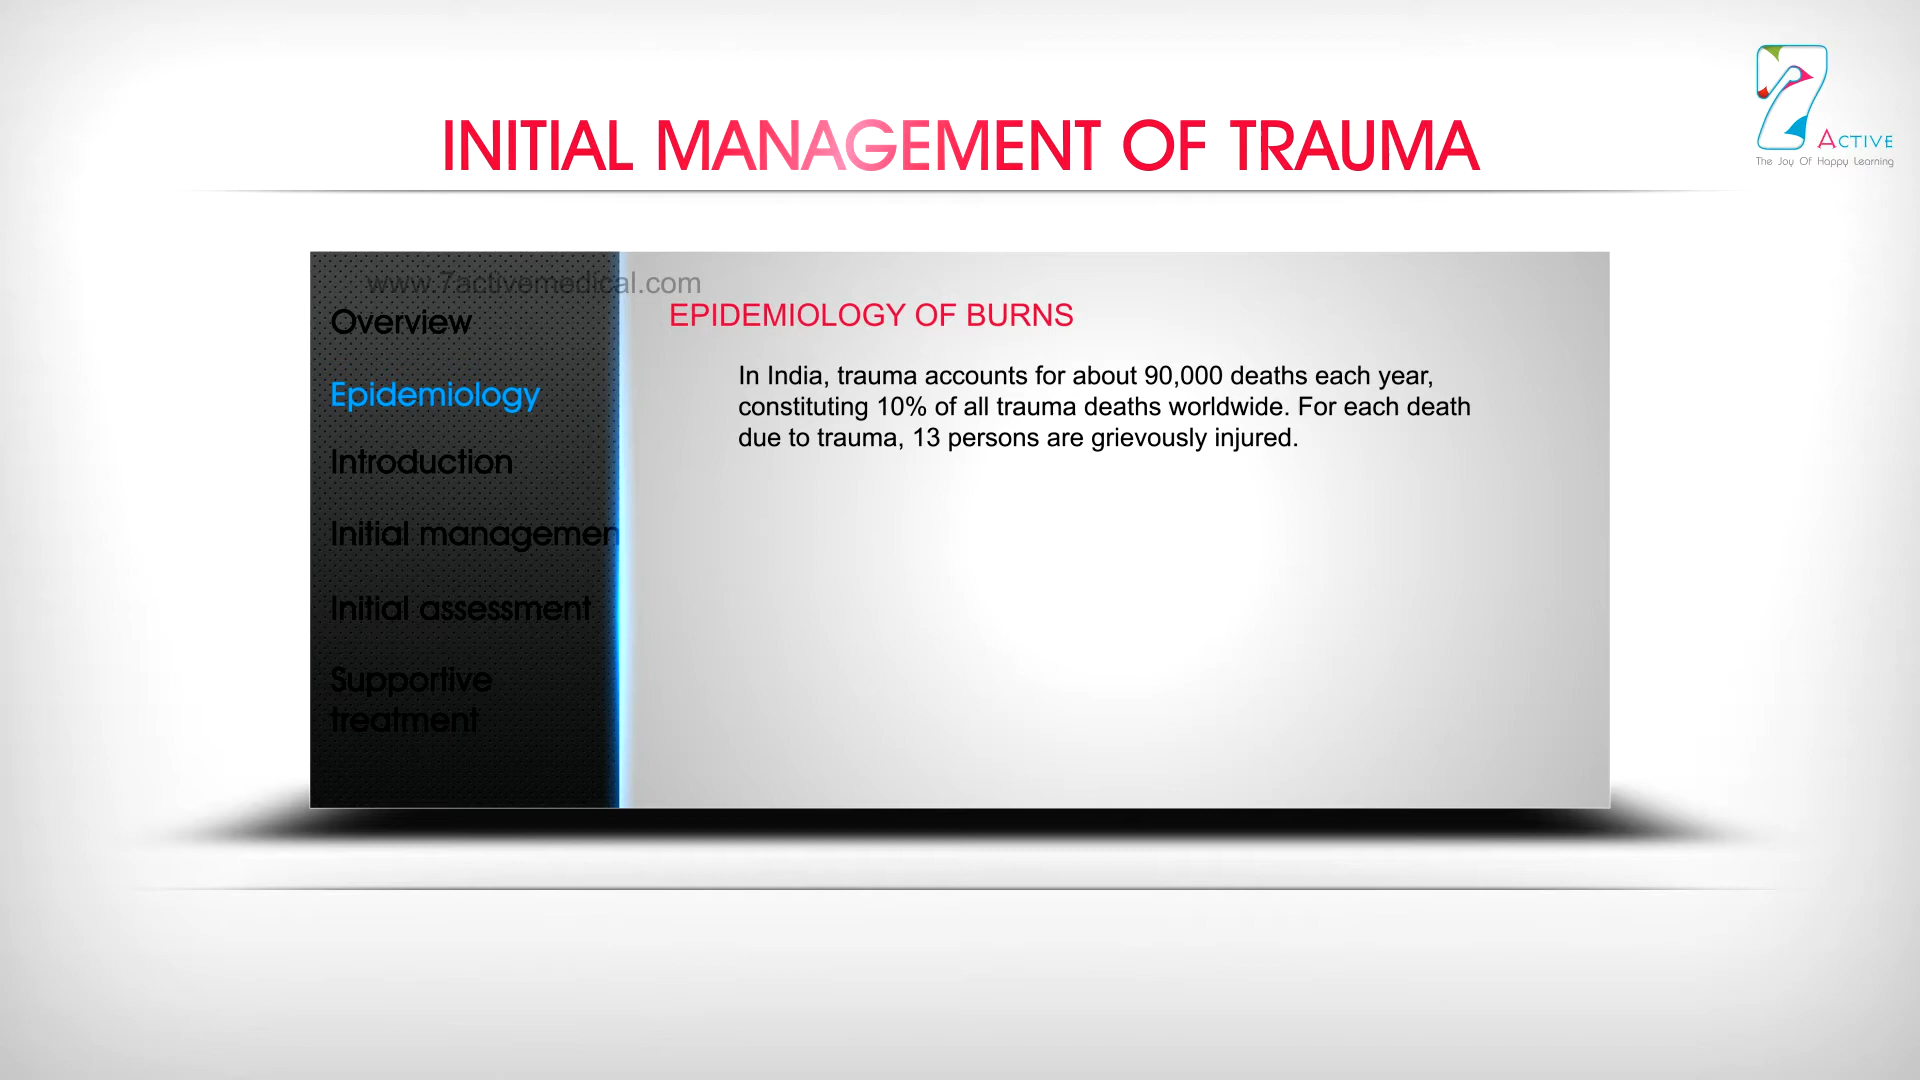 INITIAL MANAGEMENT OF TRAUMA
7 ACTIVE
The Joy Of Happy Learning
www.7activemedical.com
Overview
Epidemiology
Introduction
Initial managemen
Initial assessment
Supportive
treatment
EPIDEMIOLOGY OF BURNS
In India, trauma accounts for about 90,000 deaths each year,
constituting 10% of all trauma deaths worldwide. For each death
due to trauma, 13 persons are grievously injured.